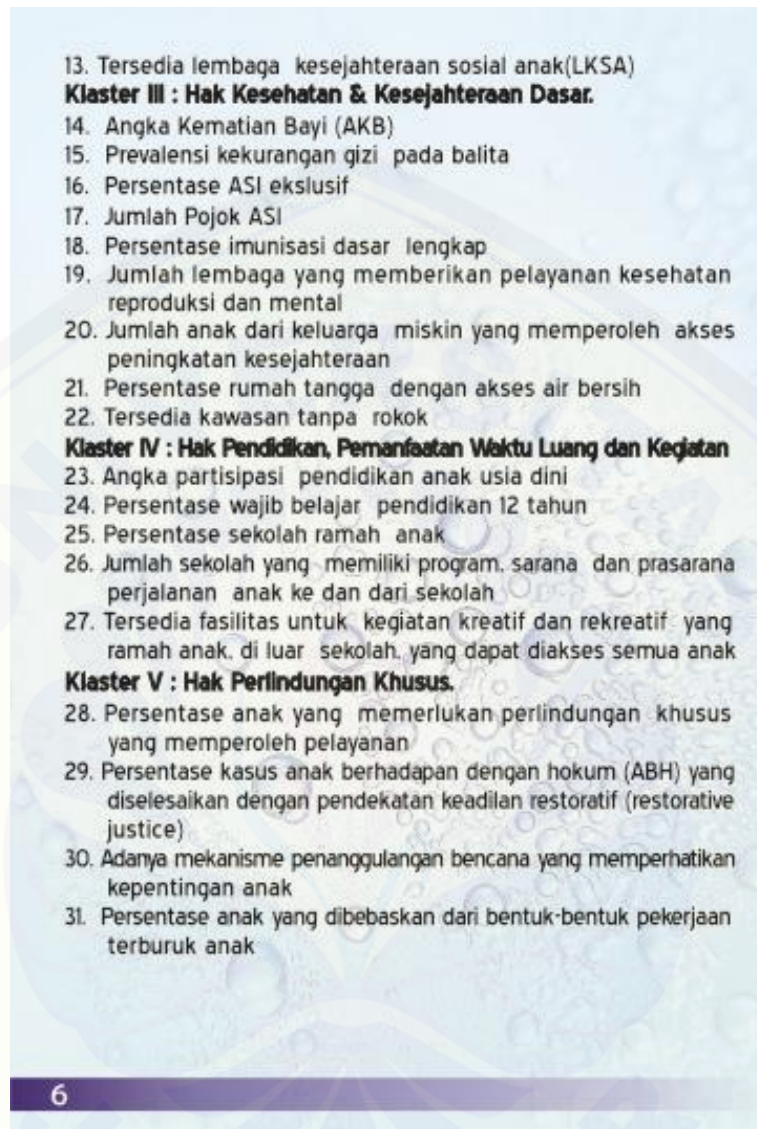 13. Tersedia lembaga kesejahteraan sosial anak(LKSA)
Klaster III : Hak Kesehatan & Kesejahteraan Dasar.
14. Angka Kematian Bayi (AKB)
15. Prevalensi kekurangan gizi pada balita
16. Persentase ASI ekslusif
17. Jumlah Pojok ASI
18. Persentase imunisasi dasar lengkap
19. Jumlah lembaga yang memberikan pelayanan kesehatan
reproduksi dan mental
20. Jumlah anak dari keluarga miskin yang memperoleh akses
peningkatan kesejahteraan
21. Persentase rumah tangga dengan akses air bersih
22. Tersedia kawasan tanpa rokok
Klaster IV : Hak Pendidikan, Pemanfaatan Waktu Luang dan Kegiatan
23. Angka partisipasi pendidikan anak usia dini
24. Persentase wajib belajar pendidikan 12 tahun
25. Persentase sekolah ramah anak
26. Jumlah sekolah yang memiliki program, sarana dan prasarana
perjalanan anak ke dan dari sekolah
27. Tersedia fasilitas untuk kegiatan kreatif dan rekreatif yang
ramah anak, di luar sekolah, yang dapat diakses semua anak
Klaster V : Hak Perlindungan Khusus.
28. Persentase anak yang memerlukan perlindungan khusus
yang memperoleh pelayanan
29. Persentase kasus anak berhadapan dengan hokum (ABH) yang
diselesaikan dengan pendekatan keadilan restoratif (restorative
justice)
30. Adanya mekanisme penanggulangan bencana yang memperhatikan
kepentingan anak
31. Persentase anak yang dibebaskan dari bentuk-bentuk pekerjaan
terburuk anak
6